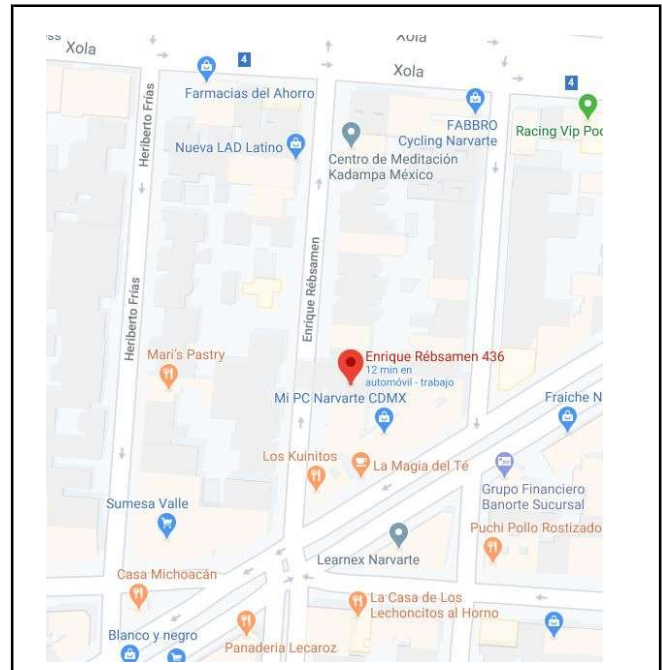 ess
Xola
Xola
4
4
Farmacias del Ahorro
Xola
FABBRO
Cycling Narvarte
Racing Vip Poc
Heriberto Frías
Nueva LAD Latino
Centro de Meditación
Kadampa México
Enrique Rébsamen
Heriberto Frías
Mari's Pastry
Enrique Rébsamen 436
12 min en
automóvil - trabajo
Mi PC Narvarte CDMX
Fraiche N
Los Kuinitos
La Magia del Té
Grupo Financiero
Banorte Sucursal
Sumesa Valle
Puchi Pollo Rostizado
Learnex Narvarte
Casa Michoacán
La Casa de Los
Lechoncitos al Horno
Blanco y negro
Panaderia Lecaroz